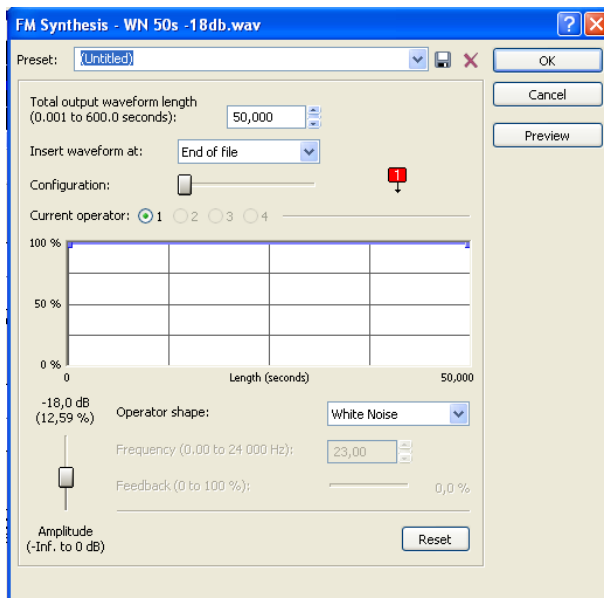 FM Synthesis - WN 50s -18db.wav
Preset: (Untitled)
OK
Cancel
Preview
Total output waveform length
(0.001 to 600.0 seconds): 50,000
Insert waveform at: End of file
Configuration:
1
Current operator: 1 2 3 4
100 %
50 %
0 %
0 Length (seconds) 50,000
-18,0 dB
(12,59 %)
Operator shape: White Noise
Frequency (0.00 to 24 000 Hz): 23,00
Feedback (0 to 100 %): 0,0 %
Amplitude
(-Inf. to 0 dB)
Reset